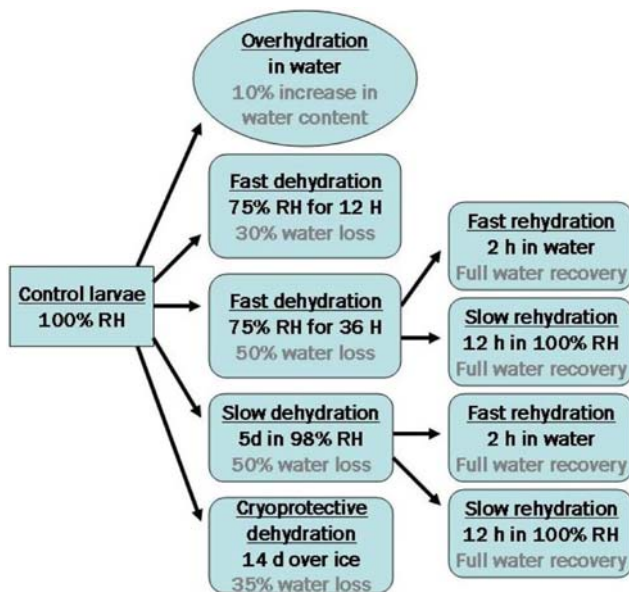 Overhydration
in water
10% increase in
water content
Fast dehydration
75% RH for 12 H
30% water loss
Control larvae
100% RH
Fast dehydration
75% RH for 36 H
50% water loss
Fast rehydration
2 h in water
Full water recovery
Slow rehydration
12 h in 100% RH
Full water recovery
Slow dehydration
5d in 98% RH
50% water loss
Fast rehydration
2 h in water
Full water recovery
Slow rehydration
12 h in 100% RH
Full water recovery
Cryoprotective
dehydration
14 d over ice
35% water loss